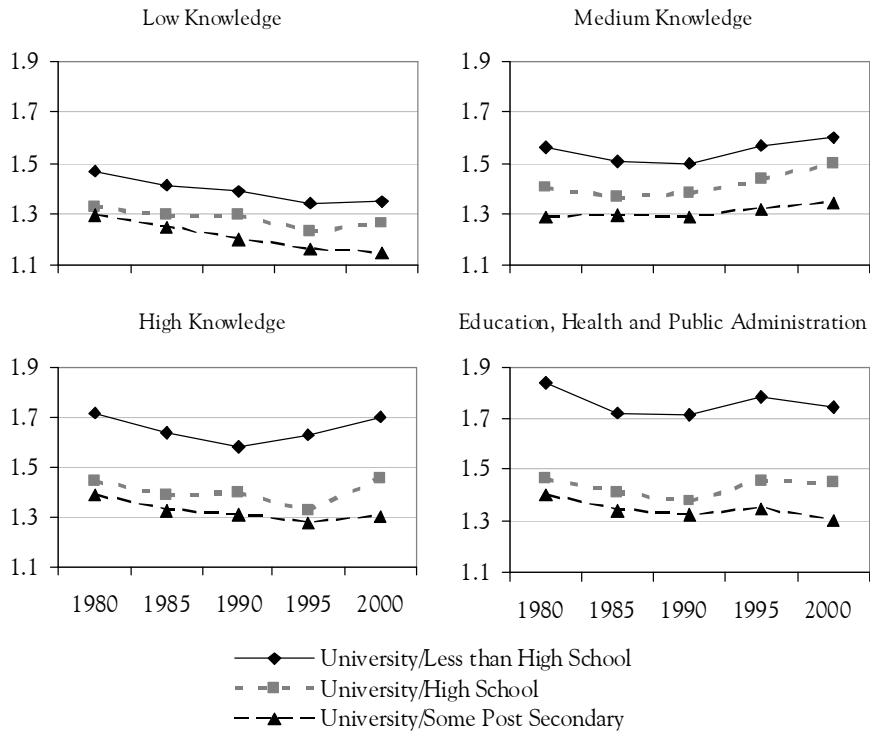 Low Knowledge
Medium Knowledge
1.9
1.7
1.5
1.3
1.1
1.9
1.7
1.5
1.3
1.1
High Knowledge
Education, Health and Public Administration
1.9
1.7
1.5
1.3
1.1
1.9
1.7
1.5
1.3
1.1
1980 1985 1990 1995 2000
1980 1985 1990 1995 2000
University/Less than High School
University/High School
University/Some Post Secondary